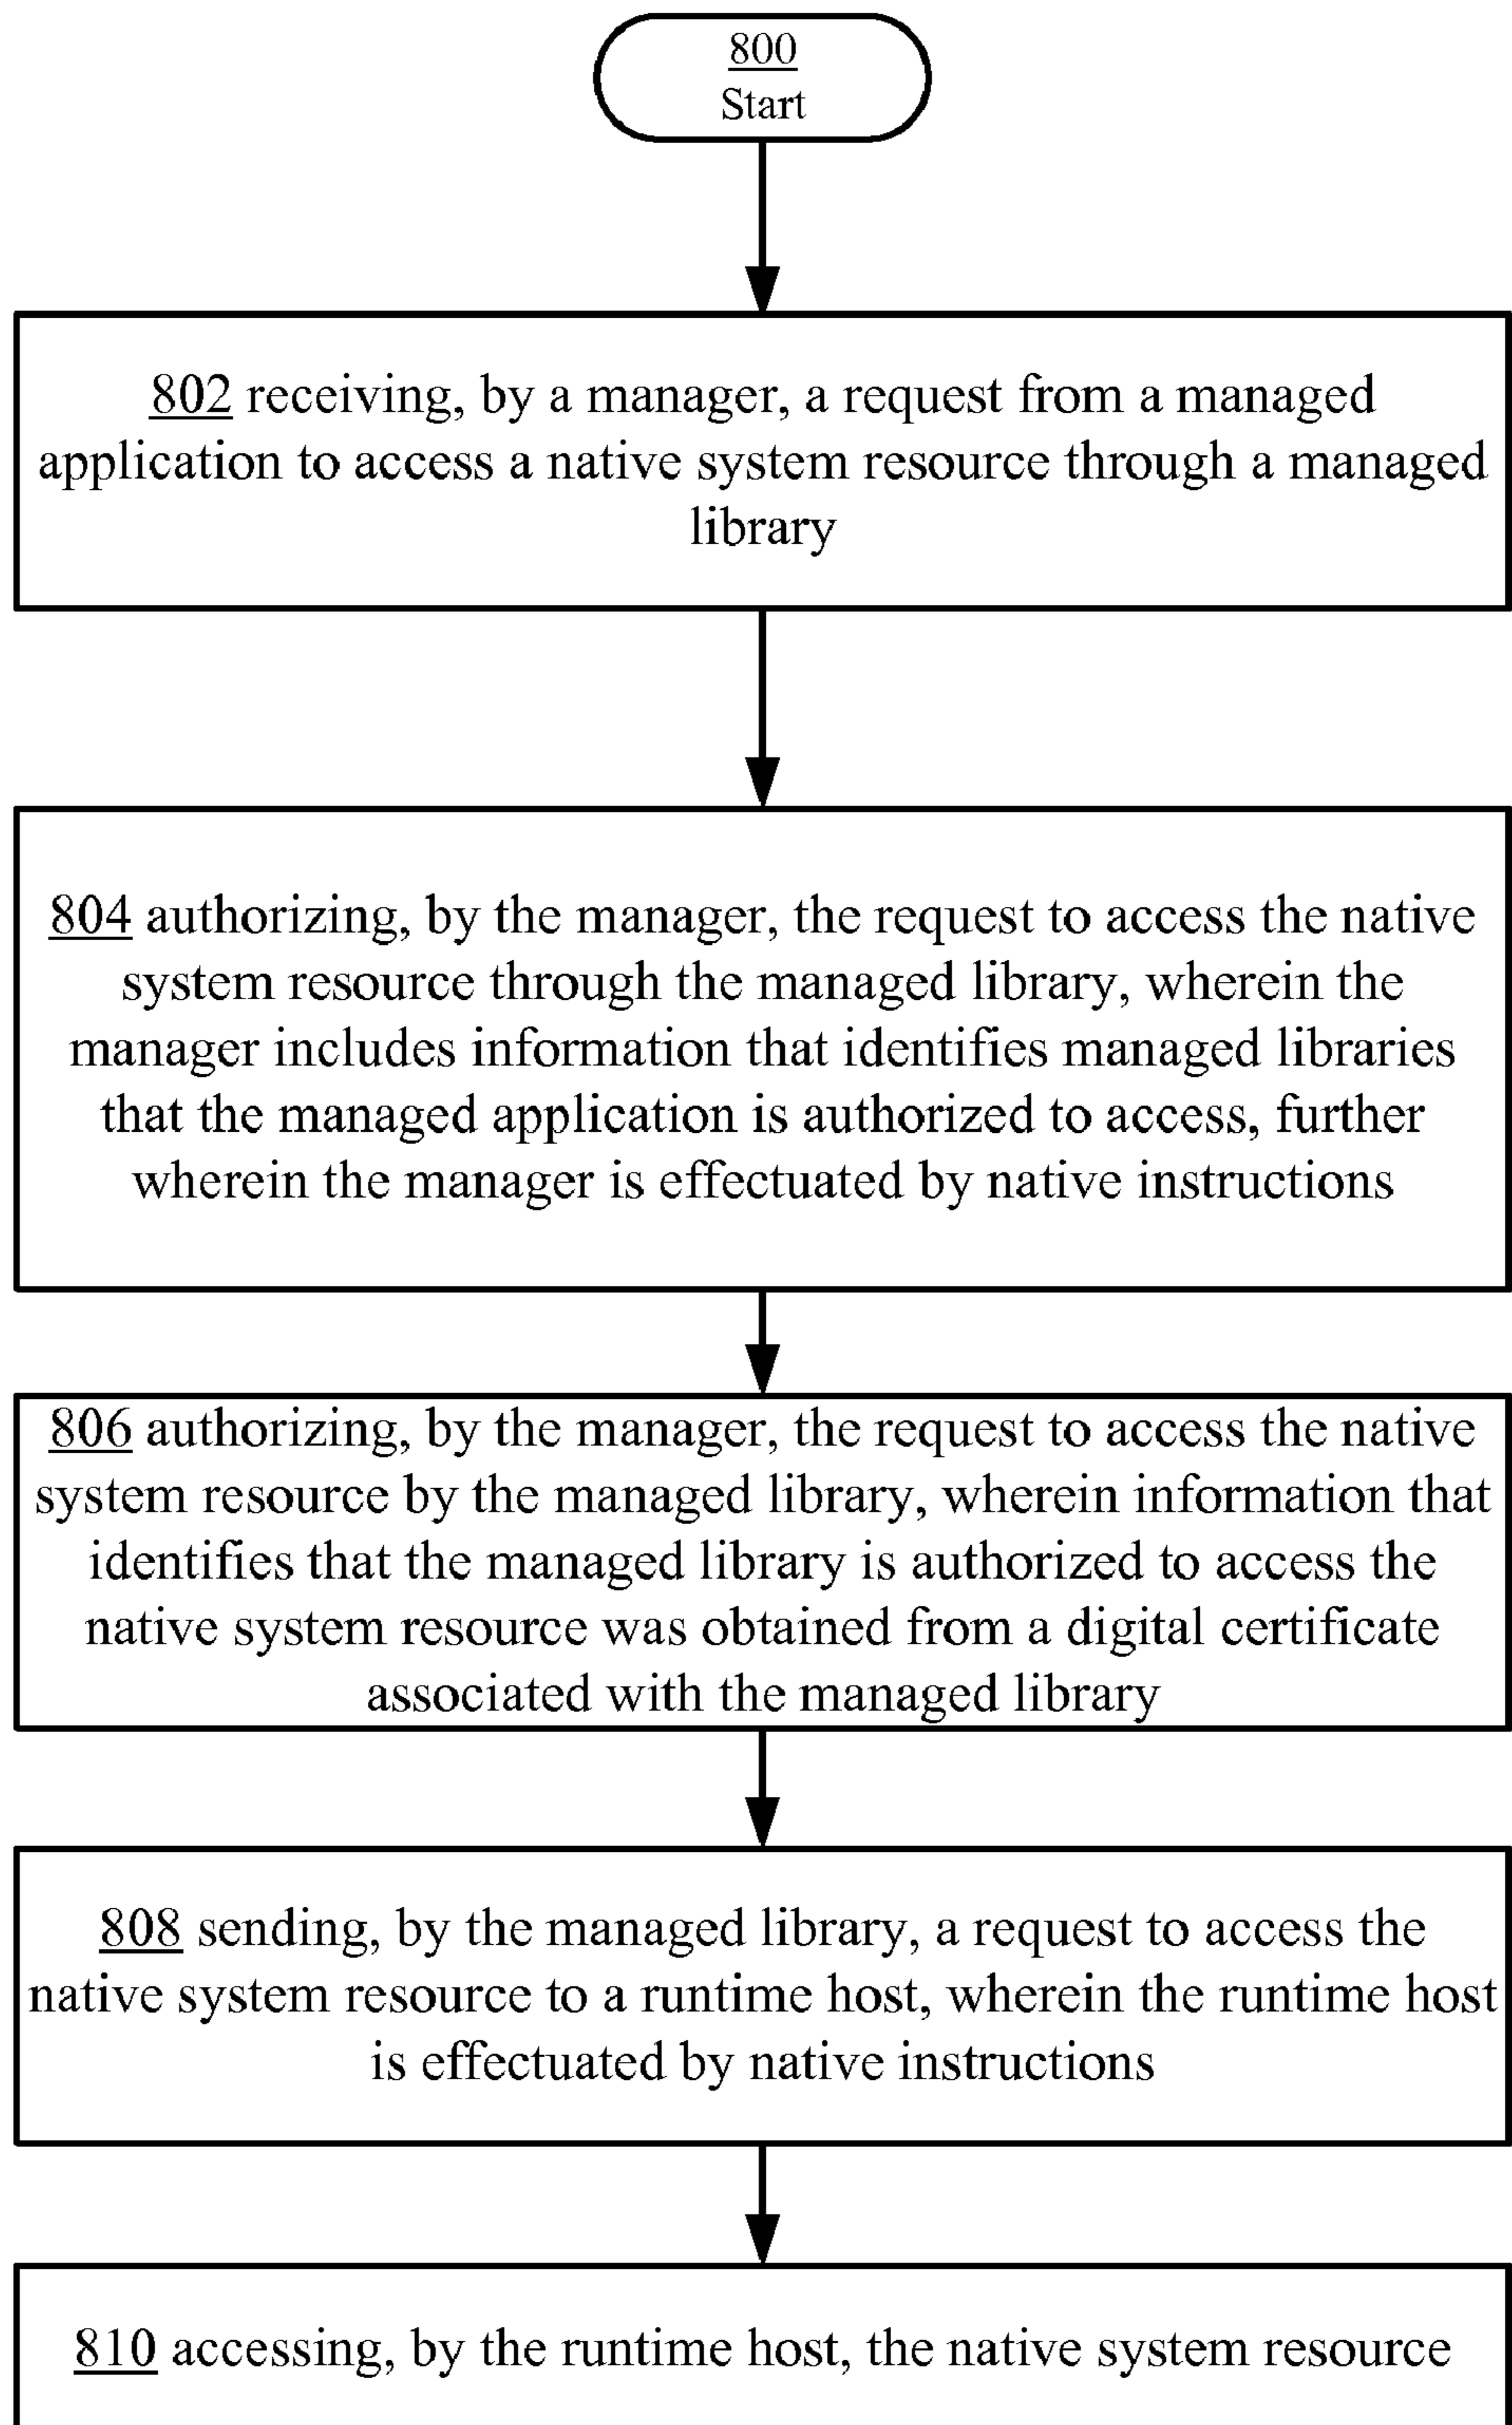 800
Start
802 receiving, by a manager, a request from a managed
application to access a native system resource through a managed
library
804 authorizing, by the manager, the request to access the native
system resource through the managed library, wherein the
manager includes information that identifies managed libraries
that the managed application is authorized to access, further
wherein the manager is effectuated by native instructions
806 authorizing, by the manager, the request to access the native
system resource by the managed library, wherein information that
identifies that the managed library is authorized to access the
native system resource was obtained from a digital certificate
associated with the managed library
808 sending, by the managed library, a request to access the
native system resource to a runtime host, wherein the runtime host
is effectuated by native instructions
810 accessing, by the runtime host, the native system resource